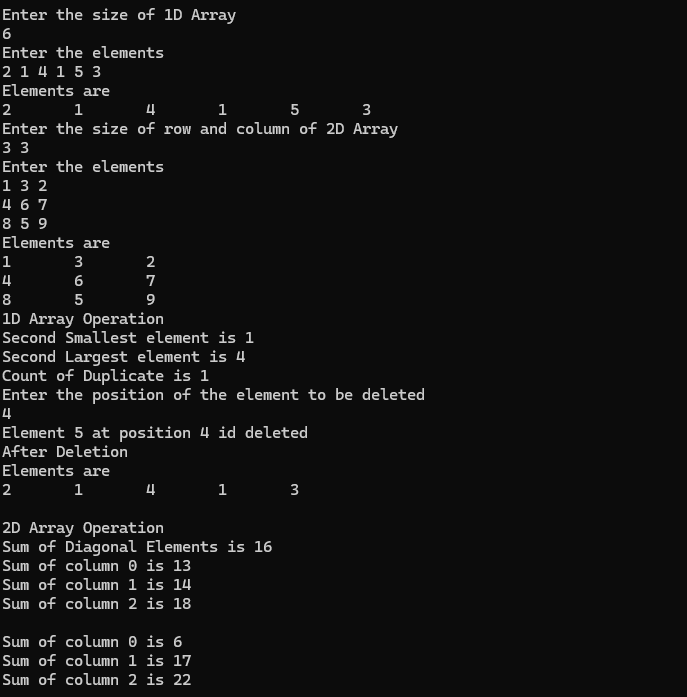 Enter the size of 1D Array
6
Enter the elements
2 1 4 1 5 3
Elements are
2 1 4 1 5 3
Enter the size of row and column of 2D Array
3 3
Enter the elements
1 3 2
4 6 7
8 5 9
Elements are
1 3 2
4 6 7
8 5 9
1D Array Operation
Second Smallest element is 1
Second Largest element is 4
Count of Duplicate is 1
Enter the position of the element to be deleted
4
Element 5 at position 4 id deleted
After Deletion
Elements are
2 1 4 1 3
2D Array Operation
Sum of Diagonal Elements is 16
Sum of column 0 is 13
Sum of column 1 is 14
Sum of column 2 is 18
Sum of column 0 is 6
Sum of column 1 is 17
Sum of column 2 is 22